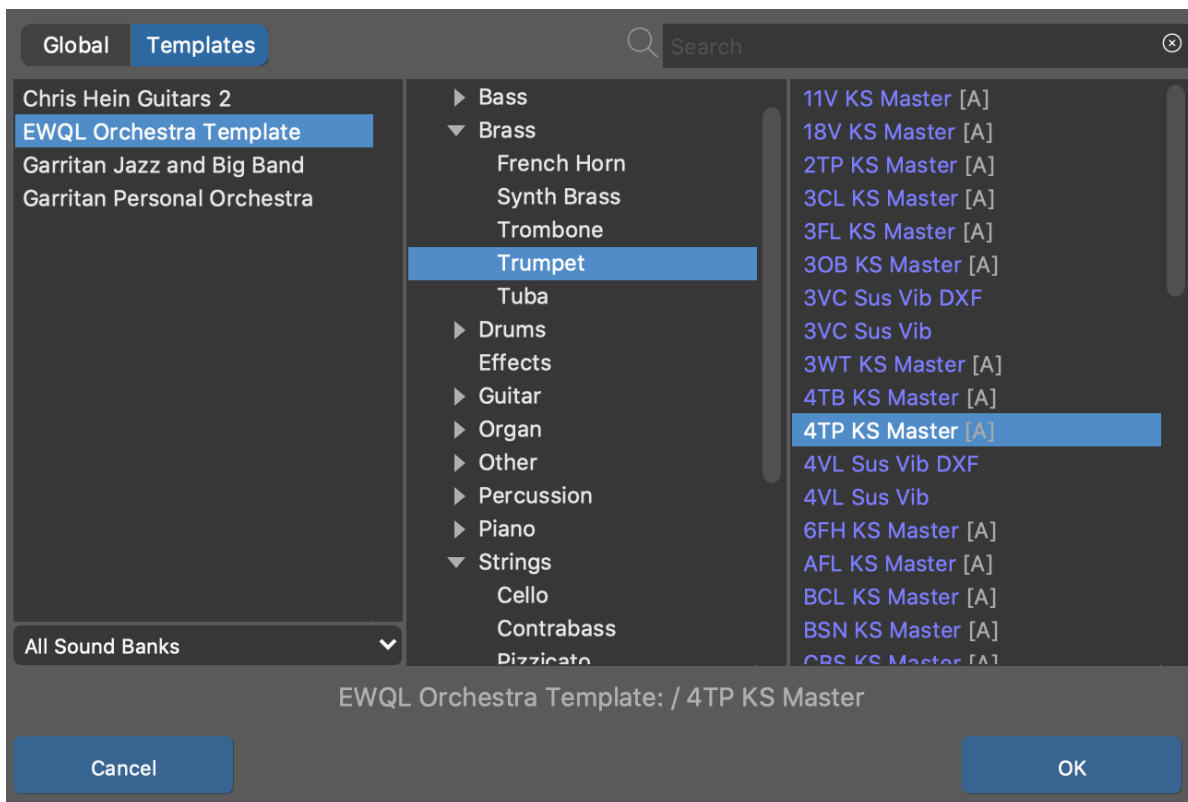 Global
Templates
Search
Chris Hein Guitars 2
EWQL Orchestra Template
Garritan Jazz and Big Band
Garritan Personal Orchestra
All Sound Banks
Bass
Brass
French Horn
Synth Brass
Trombone
Trumpet
Tuba
Drums
Effects
Guitar
Organ
Other
Percussion
Piano
Strings
Cello
Contrabass
Pizzicato
11V KS Master [A]
18V KS Master [A]
2TP KS Master [A]
3CL KS Master [A]
3FL KS Master [A]
3OB KS Master [A]
3VC Sus Vib DXF
3VC Sus Vib
3WT KS Master [A]
4TB KS Master [A]
4TP KS Master [A]
4VL Sus Vib DXF
4VL Sus Vib
6FH KS Master [A]
AFL KS Master [A]
BCL KS Master [A]
BSN KS Master [A]
CBS KS Master [A]
EWQL Orchestra Template: / 4TP KS Master
Cancel
OK